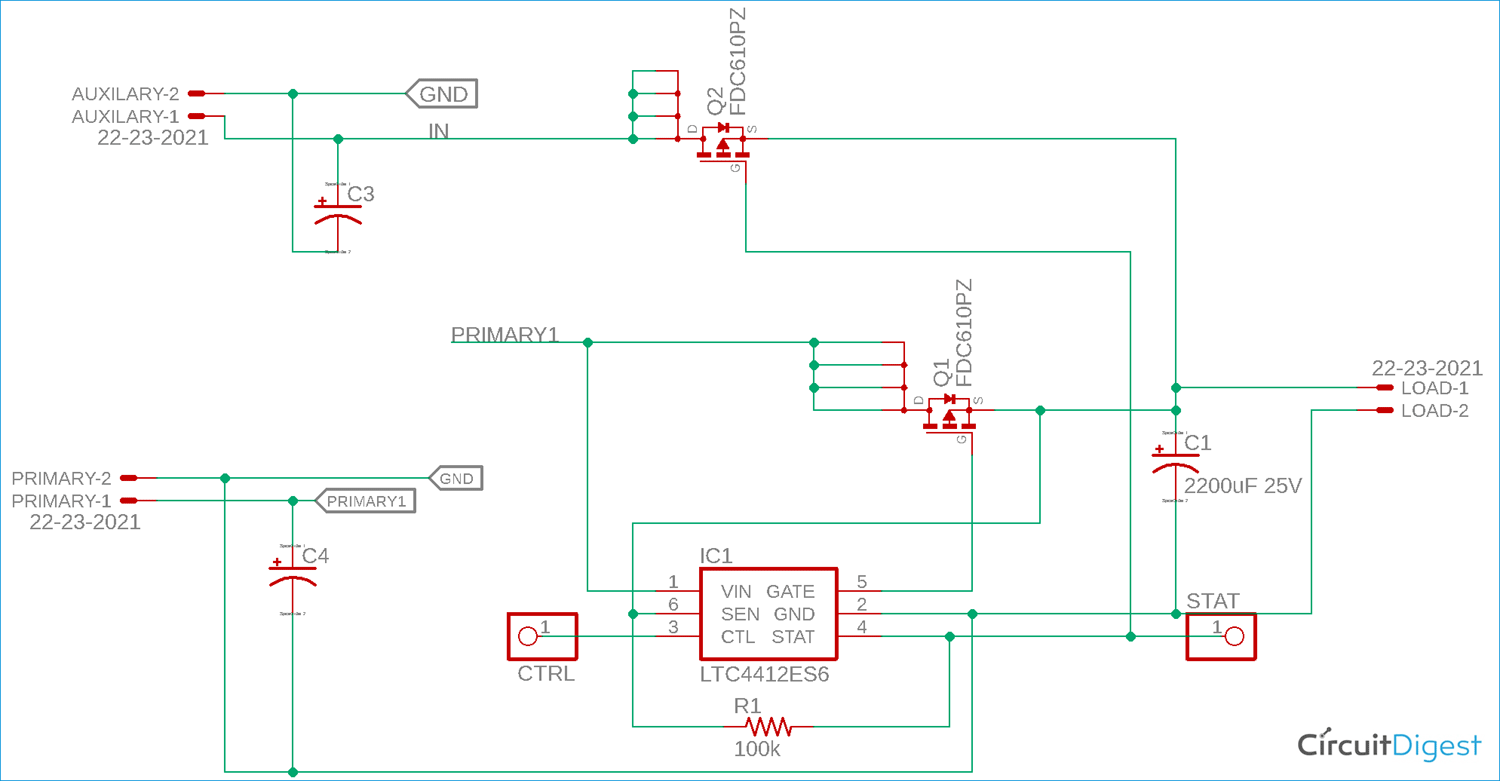 FDC610PZ
Q2
AUXILARY-2
GND
AUXILARY-1
22-23-2021
IN
D
S
G
C3
+
FDC610PZ
Q1
PRIMARY1
D
S
G
22-23-2021
LOAD-1
LOAD-2
C1
+
2200uF 25V
PRIMARY-2
GND
PRIMARY-1
PRIMARY1
22-23-2021
C4
+
IC1
1 VIN GATE 5
6 SEN GND 2
3 CTL STAT 4
LTC4412ES6
1
CTRL
STAT
1
R1
100k
CircuitDigest